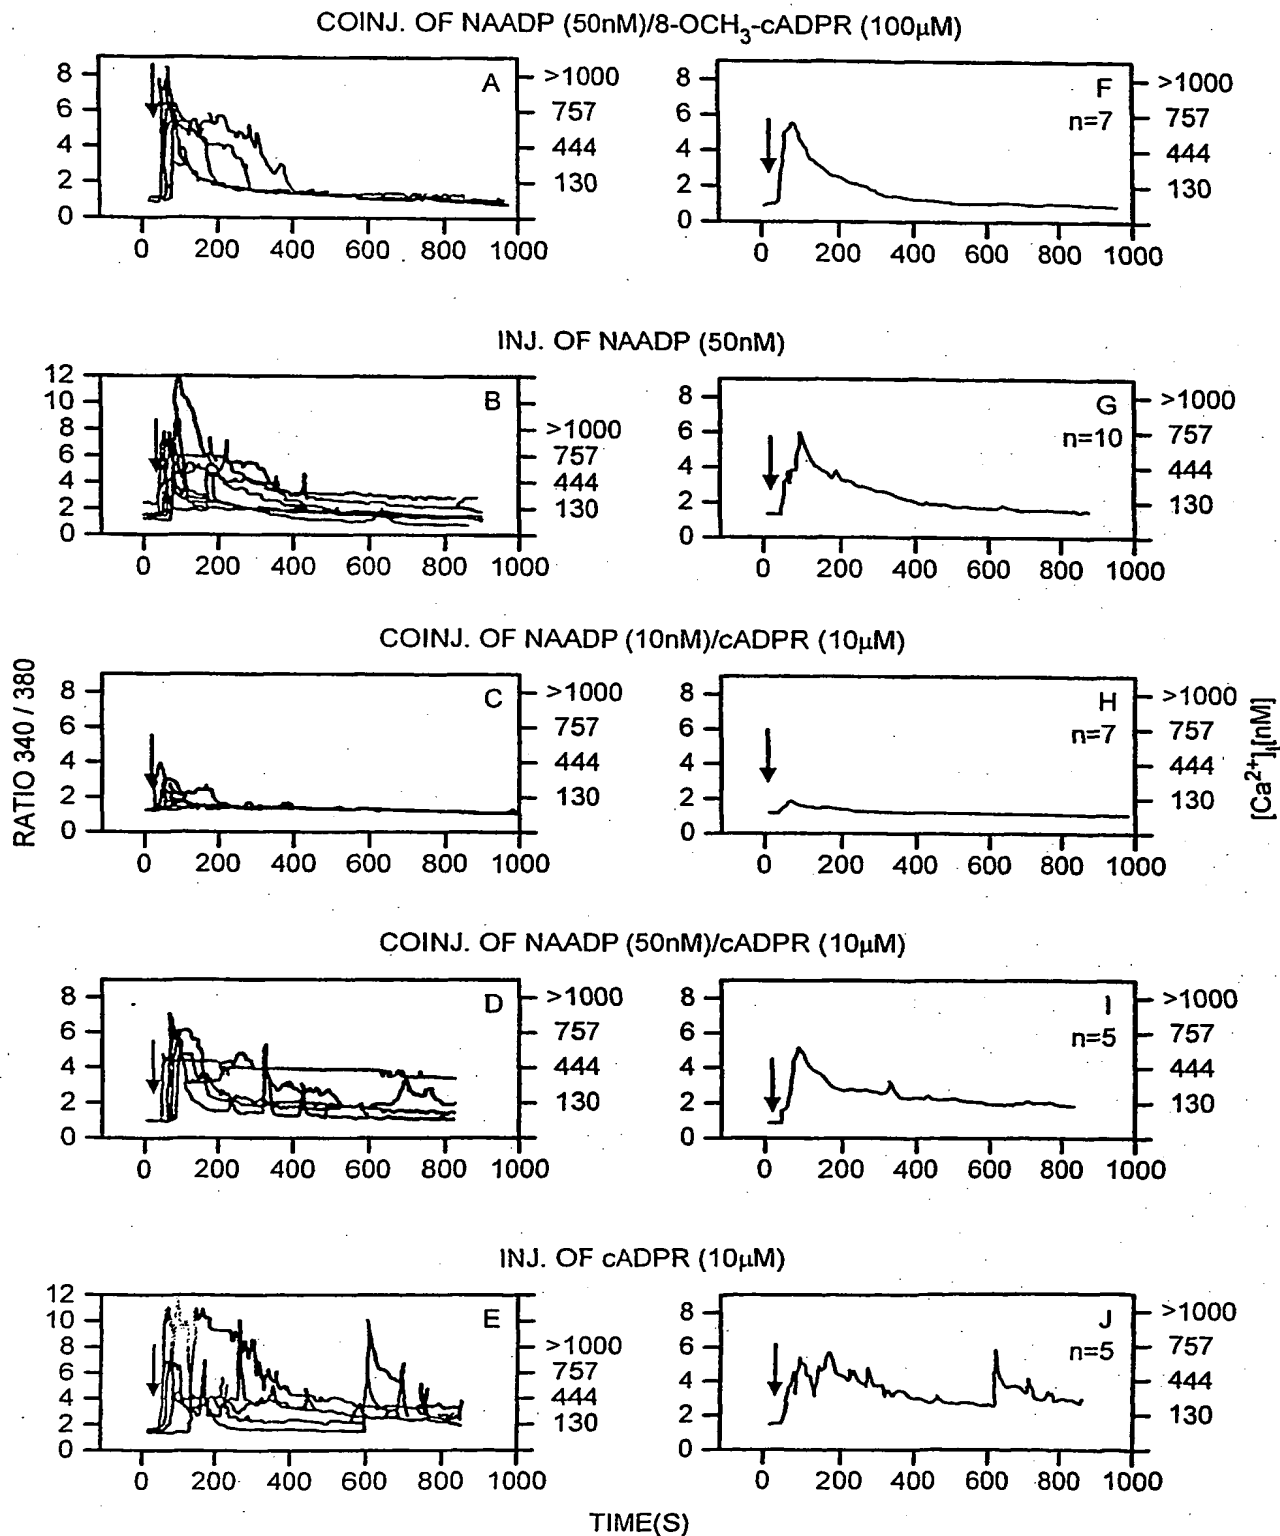 COINJ. OF NAADP (50nM)/8-OCH3-cADPR (100µM)
8
6
4
2
0
A
>1000
757
444
130
0 200 400 600 800 1000
8
6
4
2
0
F
n=7
>1000
757
444
130
0 200 400 600 800 1000
INJ. OF NAADP (50nM)
12
10
8
6
4
2
0
B
>1000
757
444
130
0 200 400 600 800 1000
8
6
4
2
0
G
n=10
>1000
757
444
130
0 200 400 600 800 1000
COINJ. OF NAADP (10nM)/cADPR (10µM)
8
6
4
2
0
C
>1000
757
444
130
0 200 400 600 800 1000
8
6
4
2
0
H
n=7
>1000
757
444
130
0 200 400 600 800 1000
RATIO 340 / 380
[Ca2+]i[nM]
COINJ. OF NAADP (50nM)/cADPR (10µM)
8
6
4
2
0
D
>1000
757
444
130
0 200 400 600 800 1000
8
6
4
2
0
I
n=5
>1000
757
444
130
0 200 400 600 800 1000
INJ. OF cADPR (10µM)
12
10
8
6
4
2
0
E
>1000
757
444
130
0 200 400 600 800 1000
8
6
4
2
0
J
n=5
>1000
757
444
130
0 200 400 600 800 1000
TIME(S)